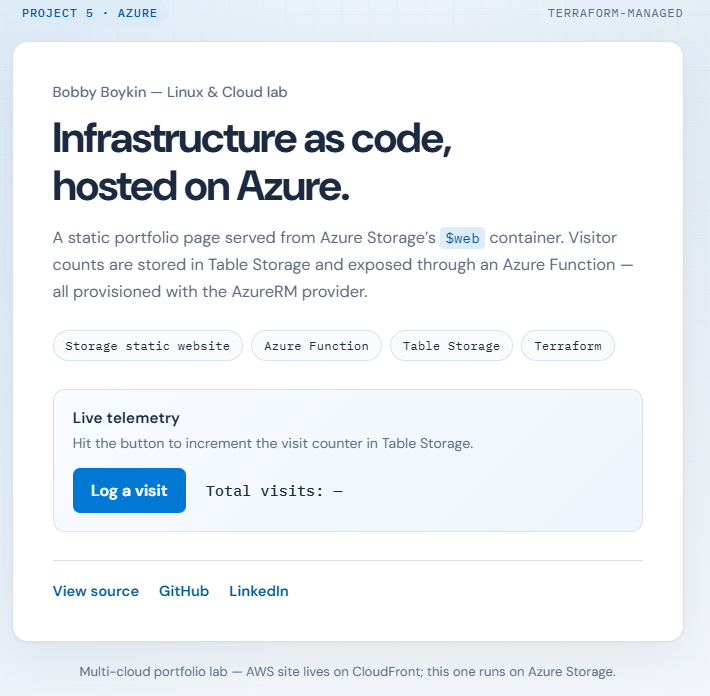 PROJECT 5 · AZURE
TERRAFORM-MANAGED
Bobby Boykin — Linux & Cloud lab
Infrastructure as code,
hosted on Azure.
A static portfolio page served from Azure Storage’s $web container. Visitor
counts are stored in Table Storage and exposed through an Azure Function —
all provisioned with the AzureRM provider.
Storage static website
Azure Function
Table Storage
Terraform
Live telemetry
Hit the button to increment the visit counter in Table Storage.
Log a visit
Total visits: —
View source
GitHub
LinkedIn
Multi-cloud portfolio lab — AWS site lives on CloudFront; this one runs on Azure Storage.